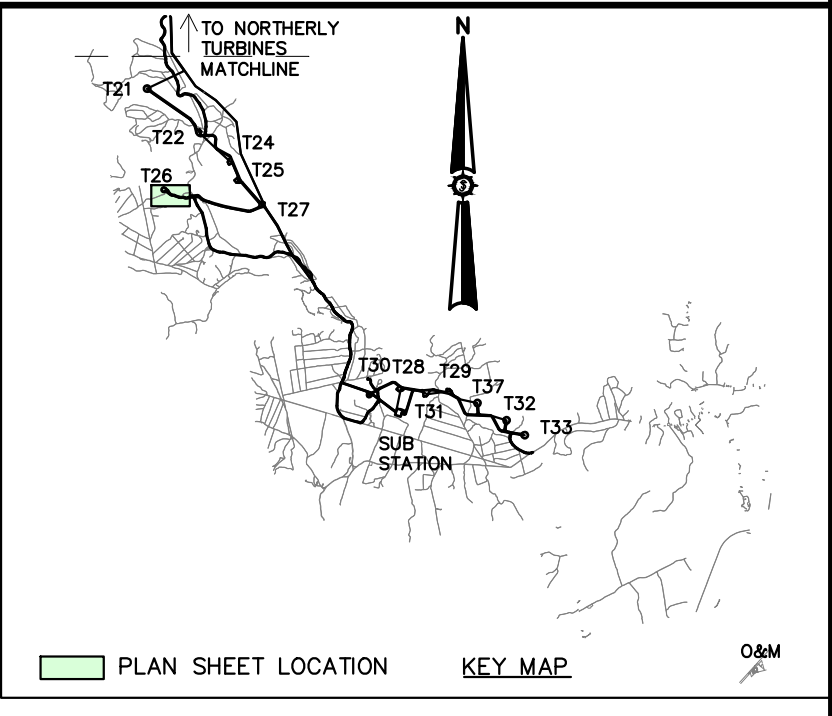 TO NORTHERLY
TURBINES
MATCHLINE
N
T21
T22
T24
T25
T26
T27
T30
T28
T29
T37
T31
T32
T33
SUB
STATION
O&M
PLAN SHEET LOCATION
KEY MAP